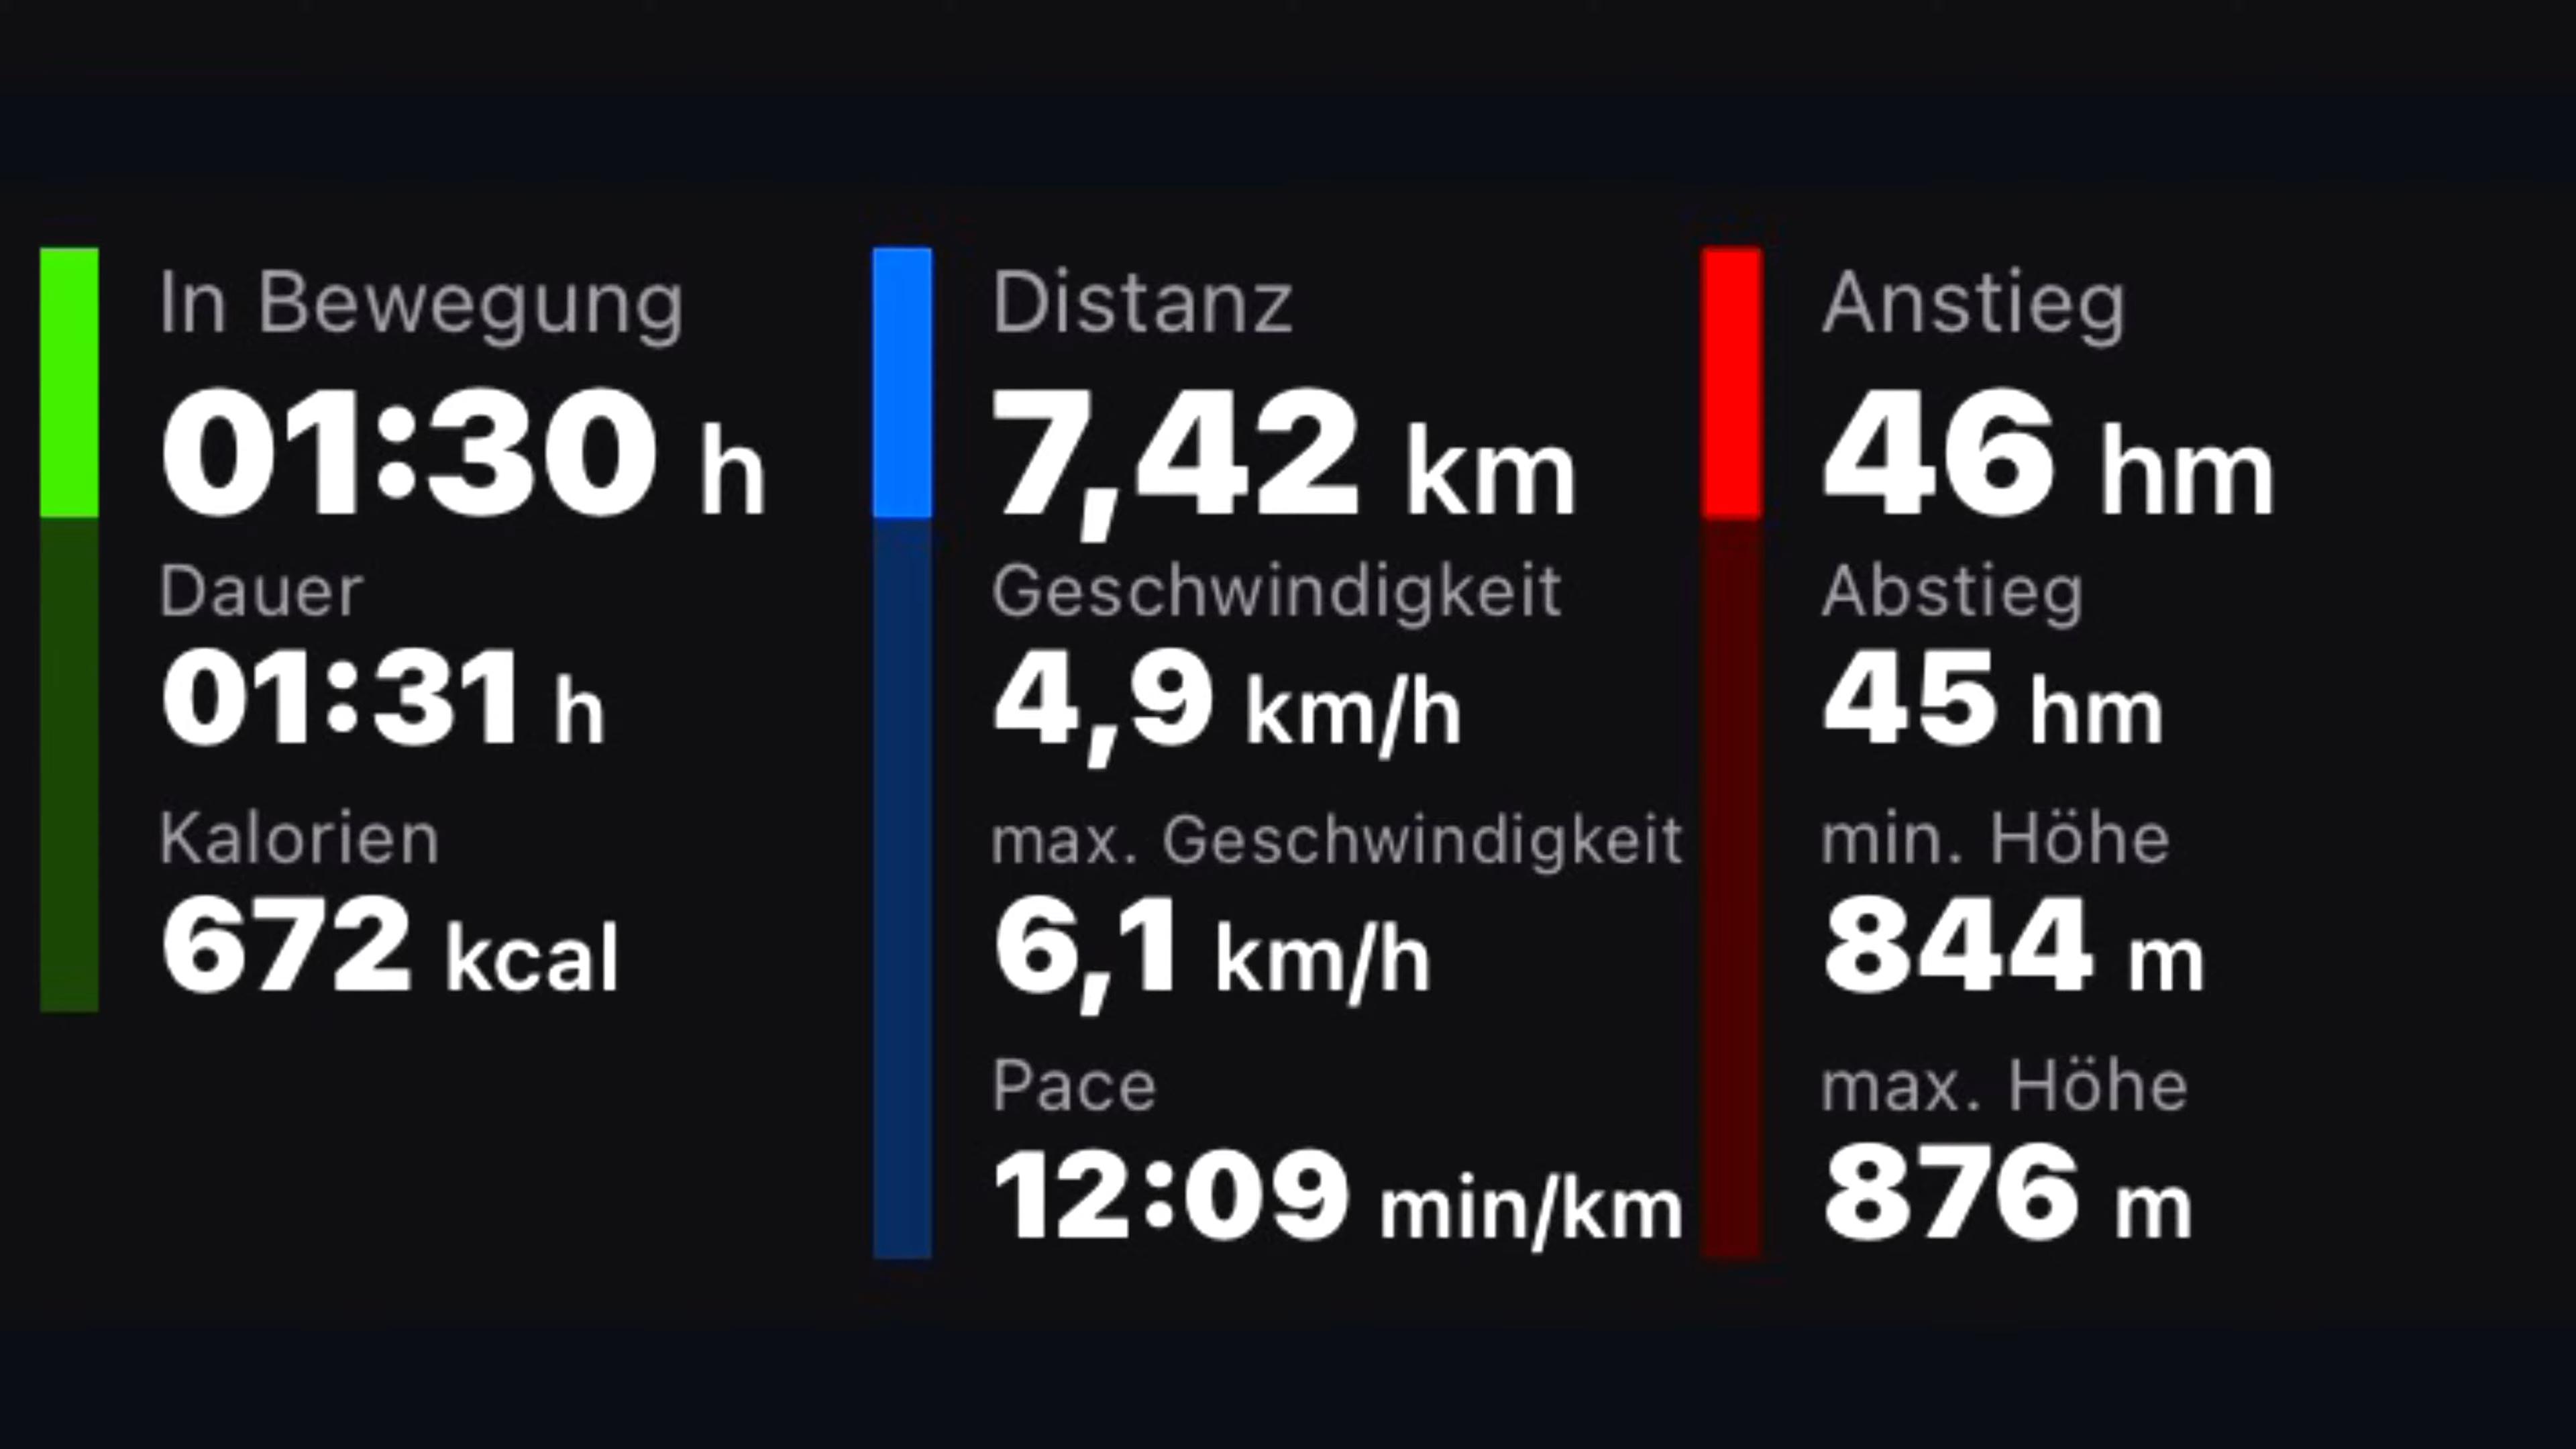 In Bewegung
01:30 h
Dauer
01:31 h
Kalorien
672 kcal
Distanz
7,42 km
Geschwindigkeit
4,9 km/h
max. Geschwindigkeit
6,1 km/h
Pace
12:09 min/km
Anstieg
46 hm
Abstieg
45 hm
min. Höhe
844 m
max. Höhe
876 m